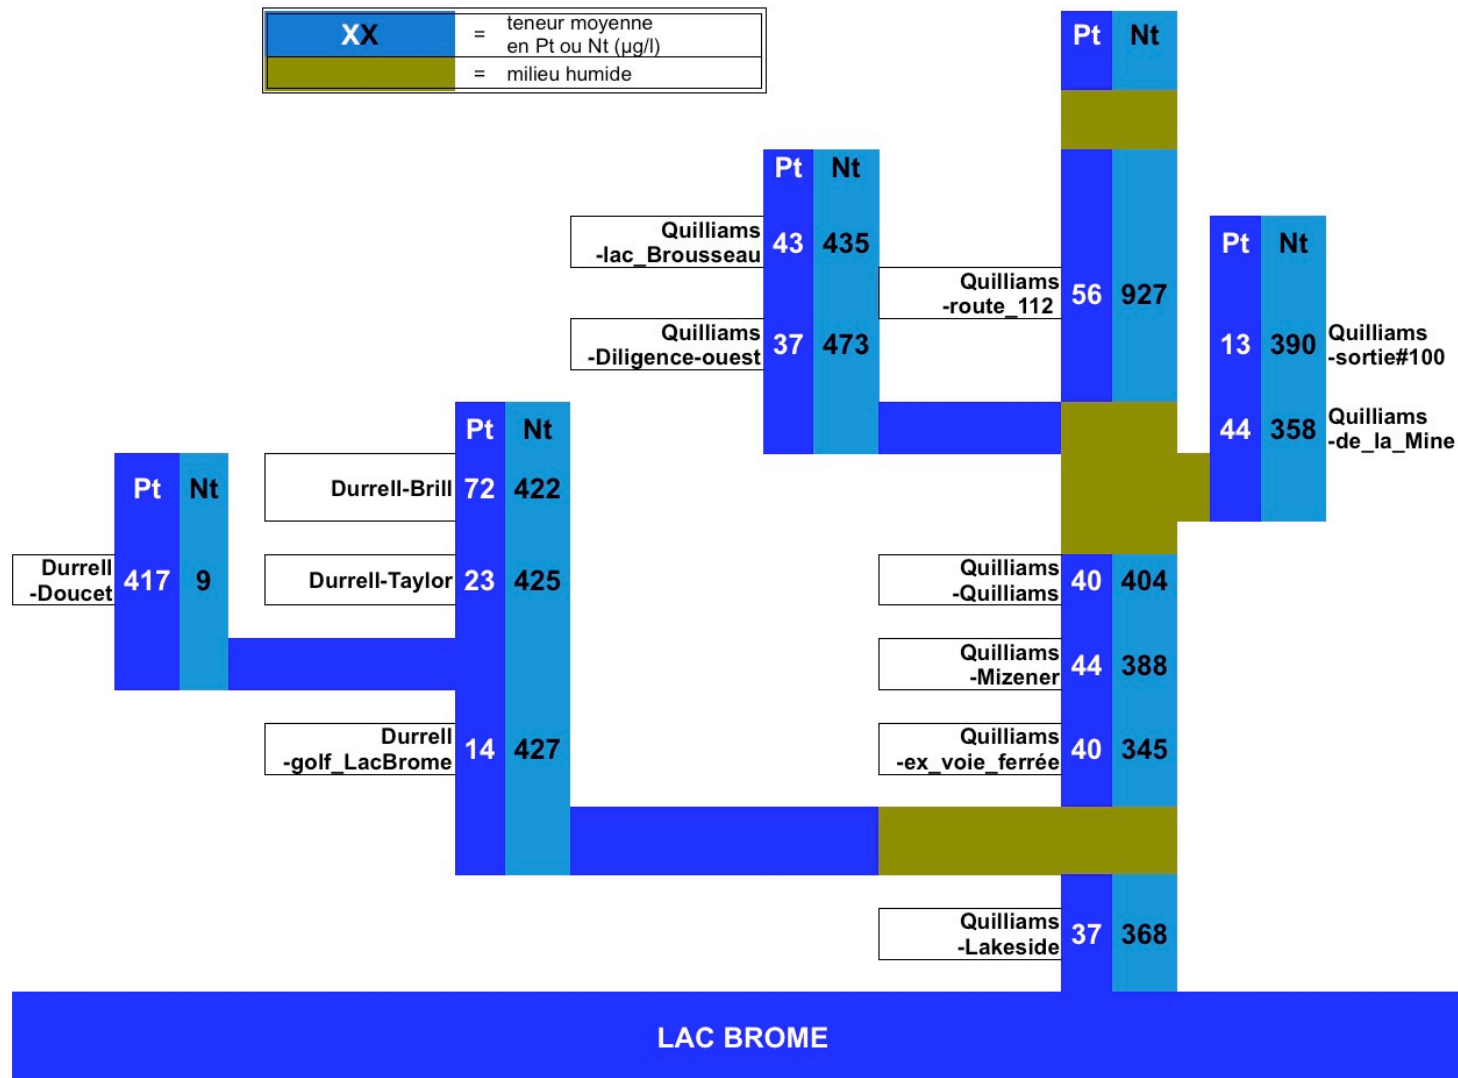 XX = teneur moyenne
en Pt ou Nt (µg/l)
= milieu humide
Pt Nt
Pt Nt
Quilliams
-lac_Brousseau 43 435
Pt Nt
Quilliams
-route_112 56 927
Quilliams
-Diligence-ouest 37 473
13 390 Quilliams
-sortie#100
Pt Nt
44 358 Quilliams
-de_la_Mine
Pt Nt
Durrell-Brill 72 422
Durrell
-Doucet 417 9
Durrell-Taylor 23 425
Quilliams
-Quilliams 40 404
Quilliams
-Mizener 44 388
Durrell
-golf_LacBrome 14 427
Quilliams
-ex_voie_ferrée 40 345
Quilliams
-Lakeside 37 368
LAC BROME